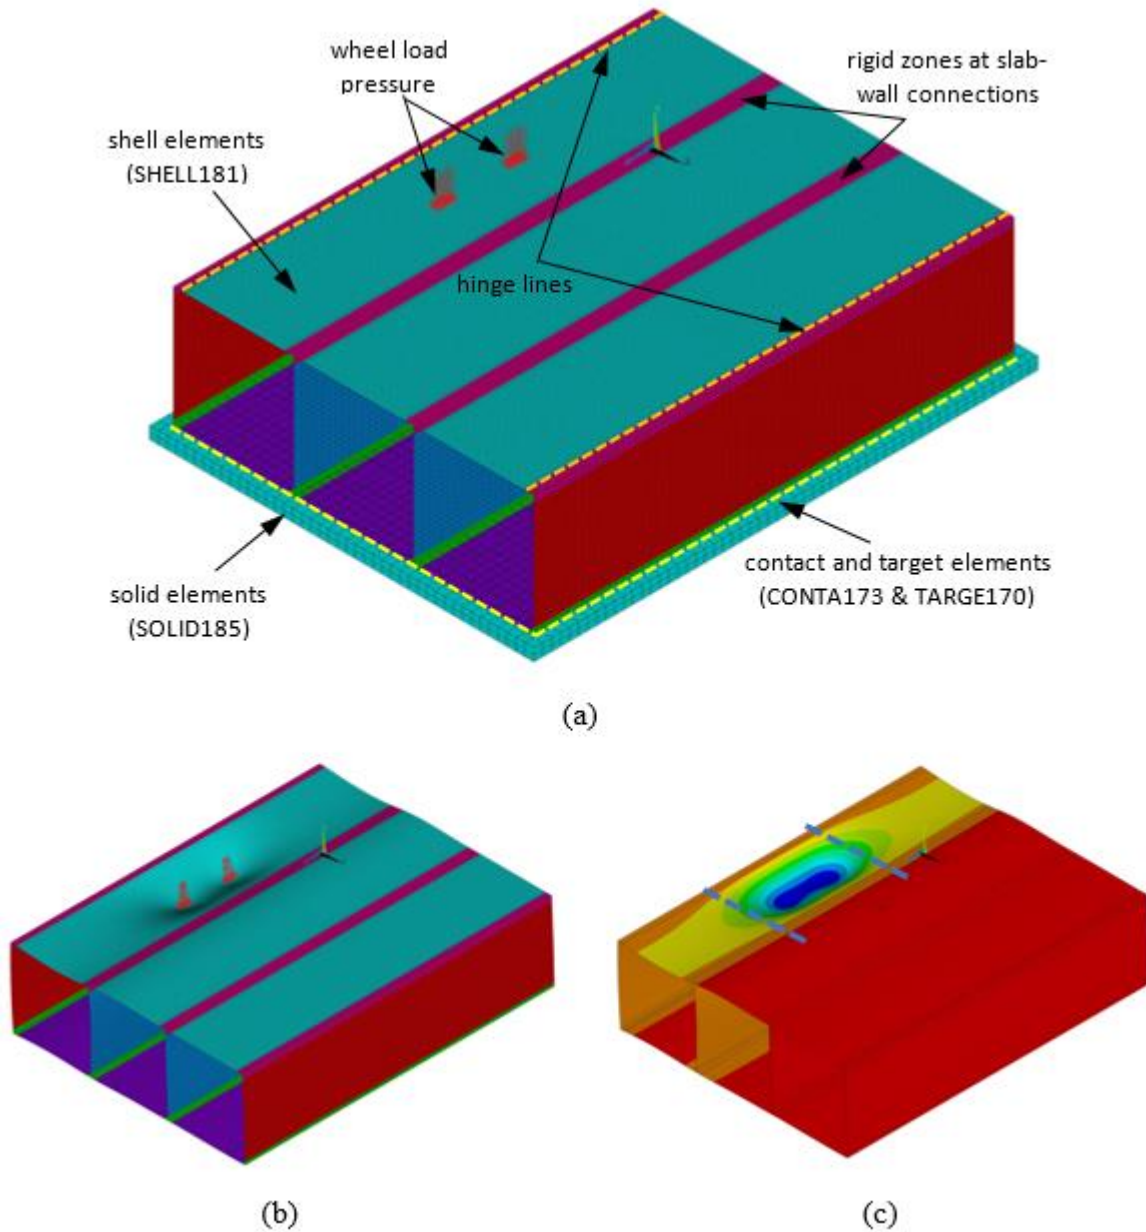 wheel load
pressure
rigid zones at slab-
wall connections
shell elements
(SHELL181)
hinge lines
contact and target elements
(CONTA173 & TARGE170)
solid elements
(SOLID185)
(a)
(b)
(c)